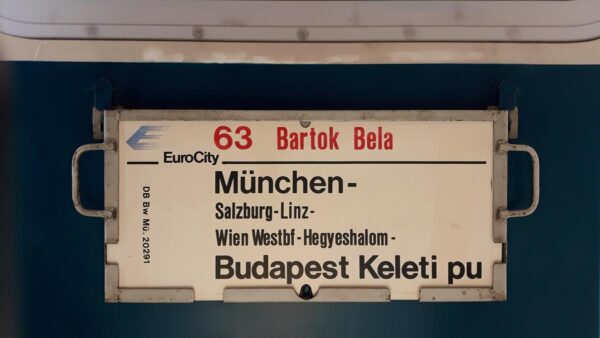 63 Bartok Bela
EuroCity
München-
Salzburg-Linz-
Wien Westbf-Hegyeshalom-
Budapest Keleti pu
DB Bw Mü. 20291